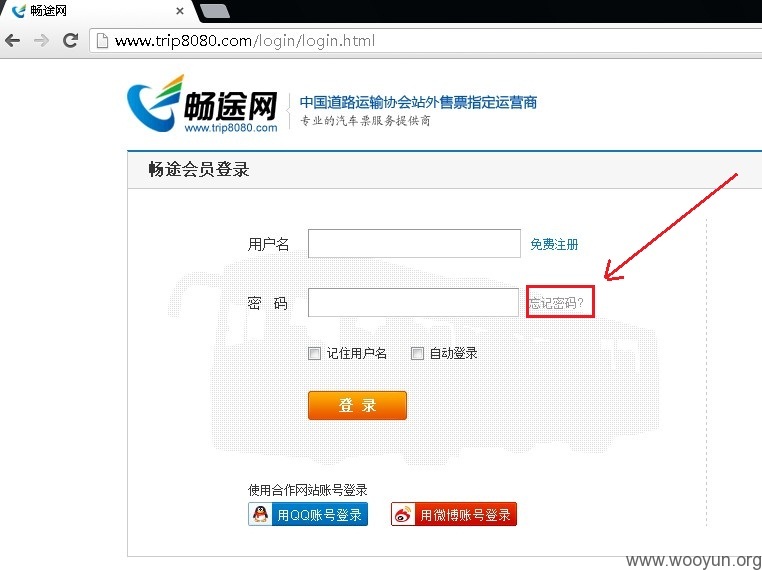 畅途网
www.trip8080.com/login/login.html
畅途网
www.trip8080.com
中国道路运输协会站外售票指定运营商
专业的汽车票服务提供商
畅途会员登录
用户名
免费注册
密 码
忘记密码?
记住用户名 自动登录
登 录
使用合作网站账号登录
用QQ账号登录 用微博账号登录
www.wooyun.org